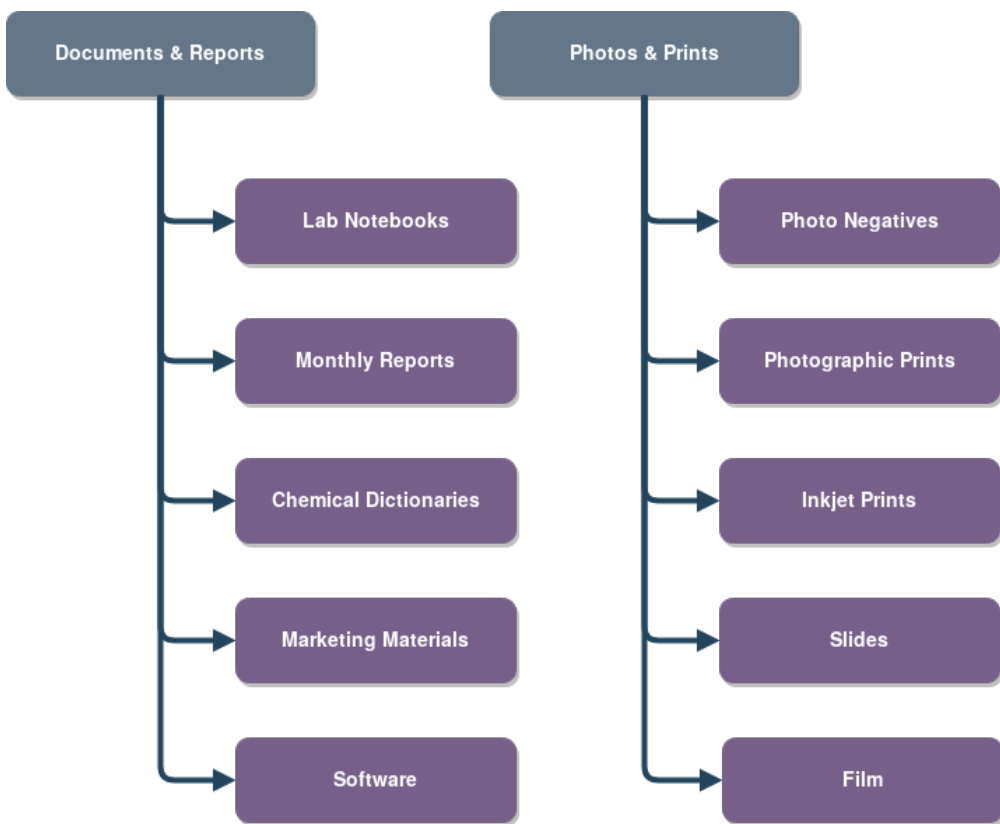 Documents & Reports
Lab Notebooks
Monthly Reports
Chemical Dictionaries
Marketing Materials
Software
Photos & Prints
Photo Negatives
Photographic Prints
Inkjet Prints
Slides
Film